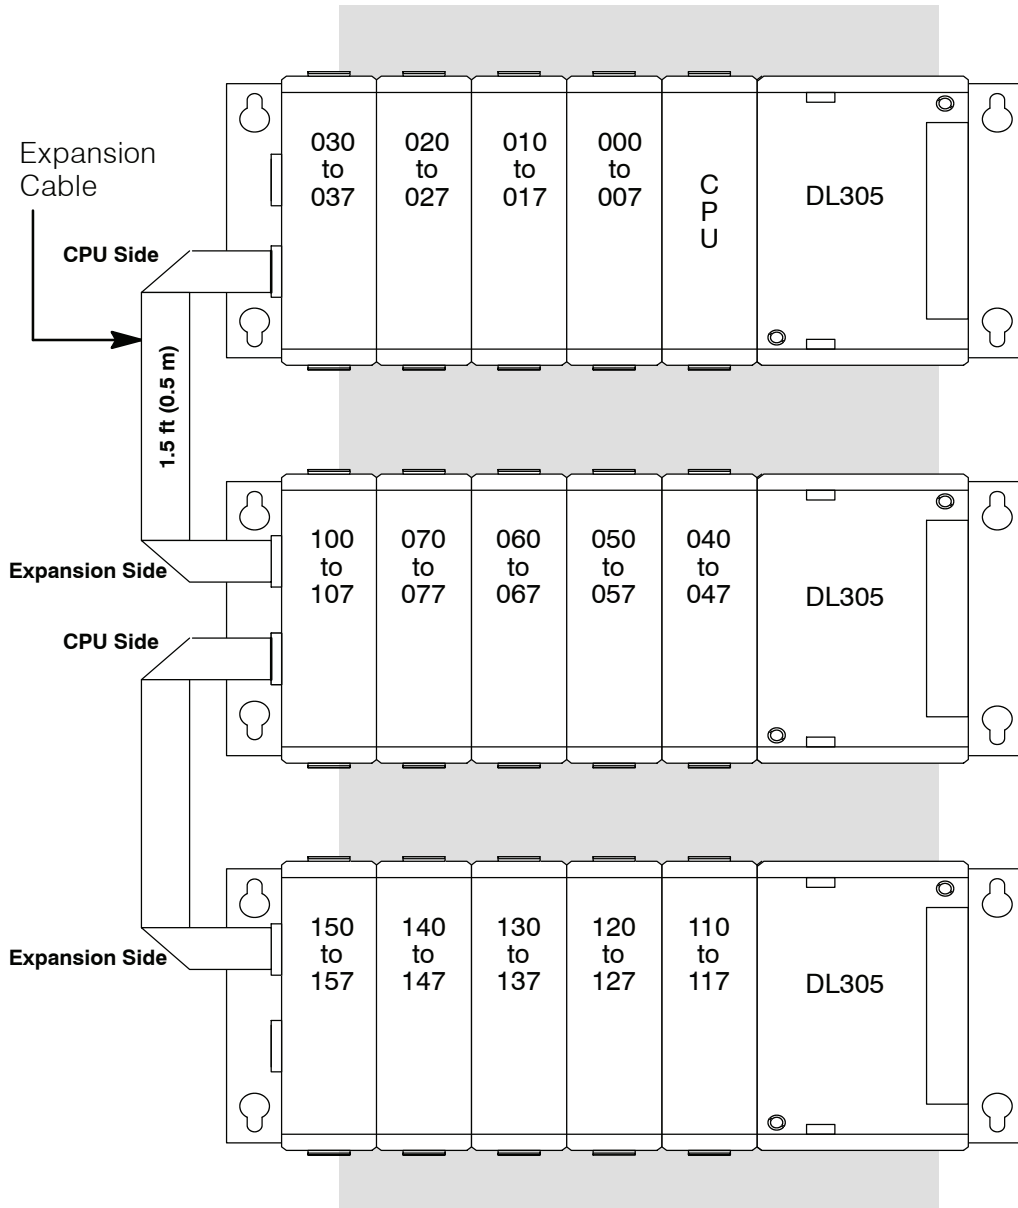 Expansion
Cable
CPU Side
1.5 ft (0.5 m)
030
to
037
020
to
027
010
to
017
000
to
007
C
P
U
DL305
Expansion Side
CPU Side
100
to
107
070
to
077
060
to
067
050
to
057
040
to
047
DL305
Expansion Side
150
to
157
140
to
147
130
to
137
120
to
127
110
to
117
DL305